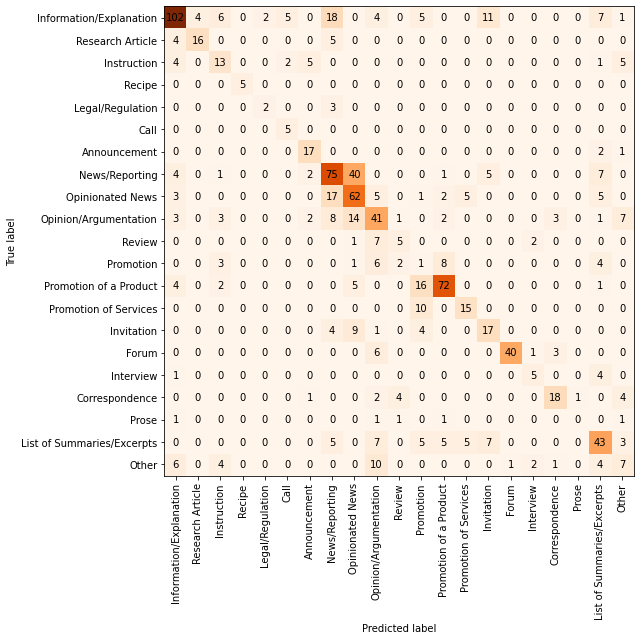 True label
Information/Explanation 102 4 6 0 2 5 0 18 0 4 0 5 0 0 11 0 0 0 0 7 1
Research Article 4 16 0 0 0 0 0 5 0 0 0 0 0 0 0 0 0 0 0 0 0
Instruction 4 0 13 0 0 2 5 0 0 0 0 0 0 0 0 0 0 0 0 1 5
Recipe 0 0 0 5 0 0 0 0 0 0 0 0 0 0 0 0 0 0 0 0 0
Legal/Regulation 0 0 0 0 2 0 0 3 0 0 0 0 0 0 0 0 0 0 0 0 0
Call 0 0 0 0 0 5 0 0 0 0 0 0 0 0 0 0 0 0 0 0 0
Announcement 0 0 0 0 0 0 17 0 0 0 0 0 0 0 0 0 0 0 0 2 1
News/Reporting 4 0 1 0 0 0 2 75 40 0 0 0 1 0 5 0 0 0 0 7 0
Opinionated News 3 0 0 0 0 0 0 17 62 5 0 1 2 5 0 0 0 0 0 5 0
Opinion/Argumentation 3 0 3 0 0 0 2 8 14 41 1 0 2 0 0 0 0 3 0 1 7
Review 0 0 0 0 0 0 0 0 1 7 5 0 0 0 0 0 2 0 0 0 0
Promotion 0 0 3 0 0 0 0 0 1 6 2 1 8 0 0 0 0 0 0 4 0
Promotion of a Product 4 0 2 0 0 0 0 0 5 0 0 16 72 0 0 0 0 0 0 1 0
Promotion of Services 0 0 0 0 0 0 0 0 0 0 0 10 0 15 0 0 0 0 0 0 0
Invitation 0 0 0 0 0 0 0 4 9 1 0 4 0 0 17 0 0 0 0 0 0
Forum 0 0 0 0 0 0 0 0 0 6 0 0 0 0 0 40 1 3 0 0 0
Interview 1 0 0 0 0 0 0 0 0 0 0 0 0 0 0 0 5 0 0 4 0
Correspondence 0 0 0 0 0 0 1 0 0 2 4 0 0 0 0 0 0 18 1 0 4
Prose 1 0 0 0 0 0 0 0 0 1 1 0 1 0 0 0 0 0 0 0 1
List of Summaries/Excerpts 0 0 0 0 0 0 0 5 0 7 0 5 5 5 7 0 0 0 0 43 3
Other 6 0 4 0 0 0 0 0 0 10 0 0 0 0 0 1 2 1 0 4 7
Information/Explanation
Research Article
Instruction
Recipe
Legal/Regulation
Call
Announcement
News/Reporting
Opinionated News
Opinion/Argumentation
Review
Promotion
Promotion of a Product
Promotion of Services
Invitation
Forum
Interview
Correspondence
Prose
List of Summaries/Excerpts
Other
Predicted label